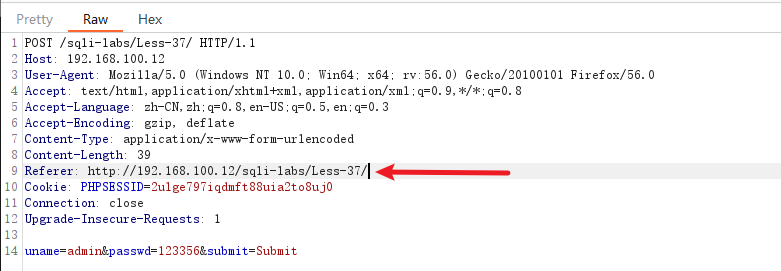 Pretty Raw Hex
1 POST /sqli-labs/Less-37/ HTTP/1.1
2 Host: 192.168.100.12
3 User-Agent: Mozilla/5.0 (Windows NT 10.0; Win64; x64; rv:56.0) Gecko/20100101 Firefox/56.0
4 Accept: text/html,application/xhtml+xml,application/xml;q=0.9,*/*;q=0.8
5 Accept-Language: zh-CN,zh;q=0.8,en-US;q=0.5,en;q=0.3
6 Accept-Encoding: gzip, deflate
7 Content-Type: application/x-www-form-urlencoded
8 Content-Length: 39
9 Referer: http://192.168.100.12/sqli-labs/Less-37/
10 Cookie: PHPSESSID=2ulge797iqdmft88uia2to8uj0
11 Connection: close
12 Upgrade-Insecure-Requests: 1
13
14 uname=admin&passwd=123356&submit=Submit